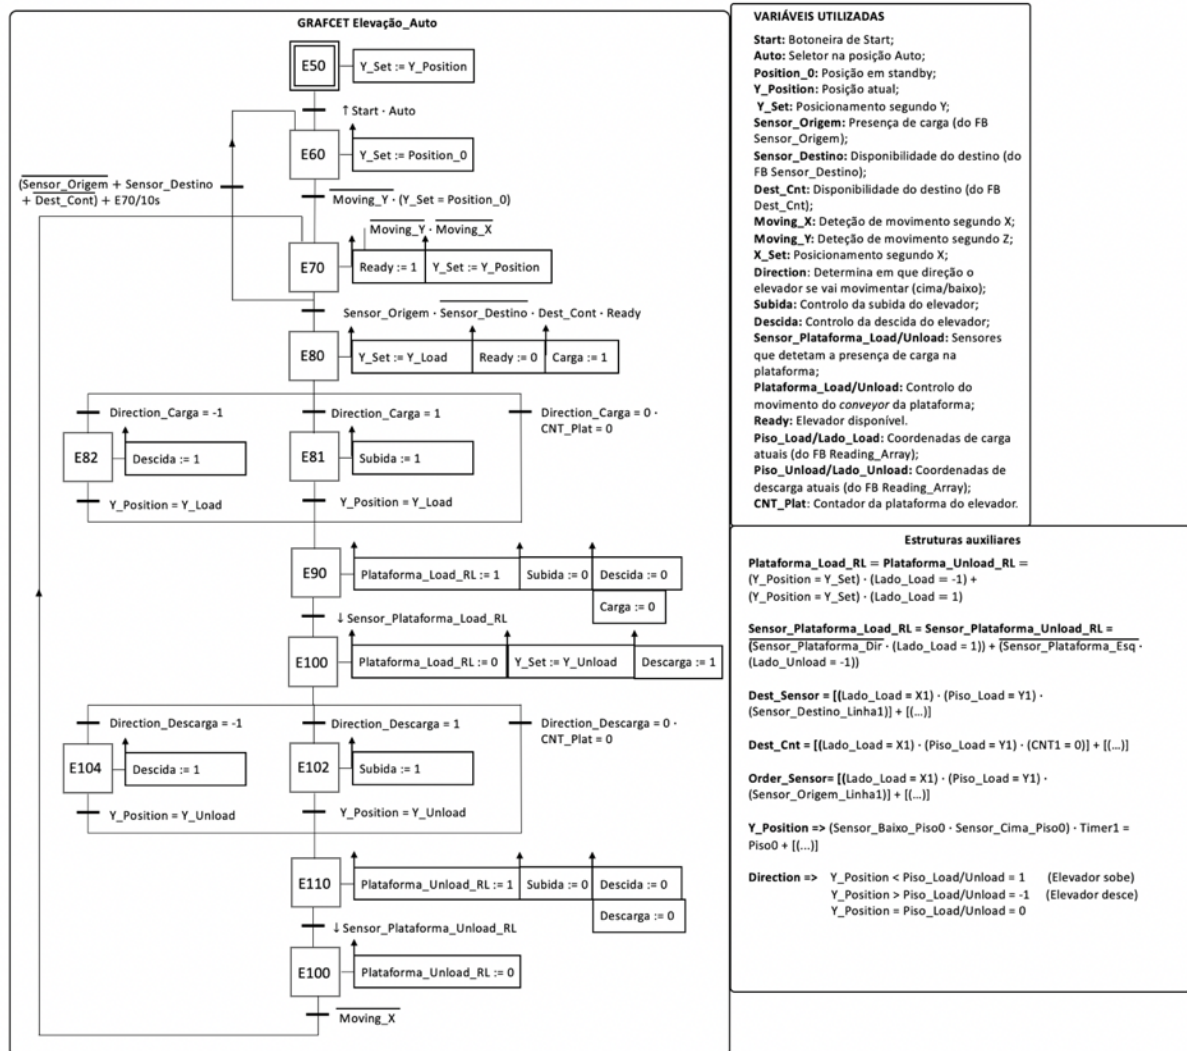 GRAFCET Elevação_Auto
E50
Y_Set := Y_Position
↑Start · Auto
E60
Y_Set := Position_0
(Sensor_Origem + Sensor_Destino
+ Dest_Cont) + E70/10s
Moving_Y · (Y_Set = Position_0)
Moving_Y · Moving_X
E70
Ready := 1
Y_Set := Y_Position
Sensor_Origem · Sensor_Destino · Dest_Cont · Ready
E80
Y_Set := Y_Load
Ready := 0
Carga := 1
Direction_Carga = -1
Direction_Carga = 1
Direction_Carga = 0 ·
CNT_Plat = 0
E82
Descida := 1
E81
Subida := 1
Y_Position = Y_Load
Y_Position = Y_Load
E90
Plataforma_Load_RL := 1
Subida := 0
Descida := 0
Carga := 0
↓Sensor_Plataforma_Load_RL
E100
Plataforma_Load_RL := 0
Y_Set := Y_Unload
Descarga := 1
Direction_Descarga = -1
Direction_Descarga = 1
Direction_Descarga = 0 ·
CNT_Plat = 0
E104
Descida := 1
E102
Subida := 1
Y_Position = Y_Unload
Y_Position = Y_Unload
E110
Plataforma_Unload_RL := 1
Subida := 0
Descida := 0
Descarga := 0
↓Sensor_Plataforma_Unload_RL
E100
Plataforma_Unload_RL := 0
Moving_X
VARIÁVEIS UTILIZADAS
Start: Botoneira de Start;
Auto: Seletor na posição Auto;
Position_0: Posição em standby;
Y_Position: Posição atual;
Y_Set: Posicionamento segundo Y;
Sensor_Origem: Presença de carga (do FB
Sensor_Origem);
Sensor_Destino: Disponibilidade do destino (do
FB Sensor_Destino);
Dest_Cnt: Disponibilidade do destino (do FB
Dest_Cnt);
Moving_X: Deteção de movimento segundo X;
Moving_Y: Deteção de movimento segundo Z;
X_Set: Posicionamento segundo X;
Direction: Determina em que direção o
elevador se vai movimentar (cima/baixo);
Subida: Controlo da subida do elevador;
Descida: Controlo da descida do elevador;
Sensor_Plataforma_Load/Unload: Sensores
que detetam a presença de carga na
plataforma;
Plataforma_Load/Unload: Controlo do
movimento do conveyor da plataforma;
Ready: Elevador disponível.
Piso_Load/Lado_Load: Coordenadas de carga
atuais (do FB Reading_Array);
Piso_Unload/Lado_Unload: Coordenadas de
descarga atuais (do FB Reading_Array);
CNT_Plat: Contador da plataforma do elevador.
Estruturas auxiliares
Plataforma_Load_RL = Plataforma_Unload_RL =
(Y_Position = Y_Set) · (Lado_Load = -1) +
(Y_Position = Y_Set) · (Lado_Load = 1)
Sensor_Plataforma_Load_RL = Sensor_Plataforma_Unload_RL =
(Sensor_Plataforma_Dir · (Lado_Load = 1)) + (Sensor_Plataforma_Esq ·
(Lado_Unload = -1))
Dest_Sensor = [(Lado_Load = X1) · (Piso_Load = Y1) ·
(Sensor_Destino_Linha1)] + [(...)]
Dest_Cnt = [(Lado_Load = X1) · (Piso_Load = Y1) · (CNT1 = 0)] + [(...)]
Order_Sensor= [(Lado_Load = X1) · (Piso_Load = Y1) ·
(Sensor_Origem_Linha1)] + [(...)]
Y_Position => (Sensor_Baixo_Piso0 · Sensor_Cima_Piso0) · Timer1 =
Piso0 + [(...)]
Direction => Y_Position < Piso_Load/Unload = 1 (Elevador sobe)
Y_Position > Piso_Load/Unload = -1 (Elevador desce)
Y_Position = Piso_Load/Unload = 0